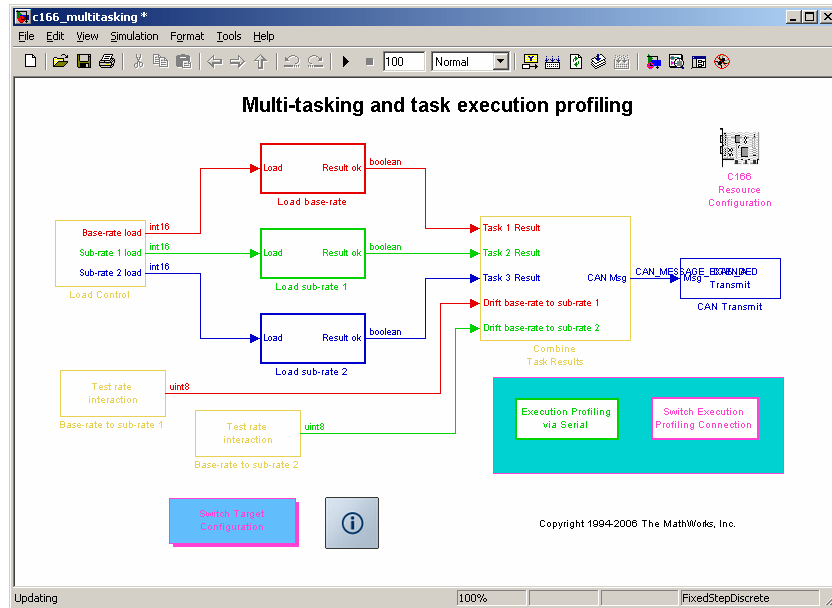 c166_multitasking *
File Edit View Simulation Format Tools Help
100 Normal
Multi-tasking and task execution profiling
C166
Resource
Configuration
Load Result ok boolean
Load base-rate
Base-rate load int16
Sub-rate 1 load int16
Sub-rate 2 load int16
Load Control
Load Result ok boolean
Load sub-rate 1
Load Result ok boolean
Load sub-rate 2
Task 1 Result
Task 2 Result
Task 3 Result
CAN Msg
Drift base-rate to sub-rate 1
Drift base-rate to sub-rate 2
Combine
Task Results
Msg
Transmit
CAN Transmit
Test rate
interaction
uint8
Base-rate to sub-rate 1
Test rate
interaction
uint8
Base-rate to sub-rate 2
Execution Profiling
via Serial
Switch Execution
Profiling Connection
Switch Target
Configuration
Copyright 1994-2006 The MathWorks, Inc.
Updating 100% FixedStepDiscrete